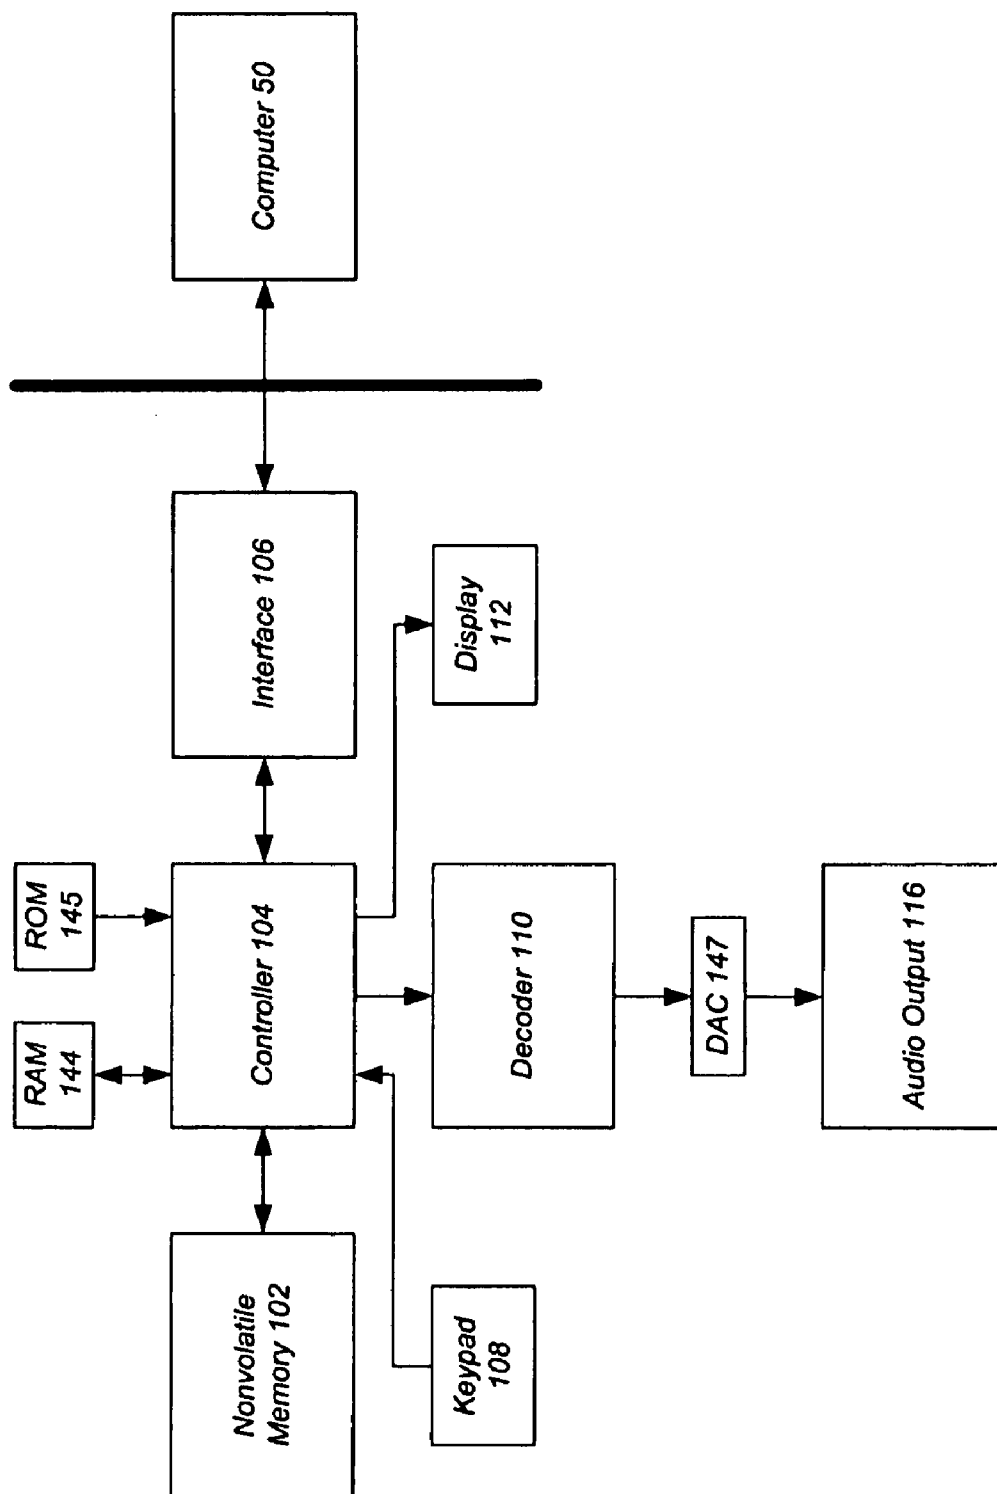 RAM
144
ROM
145
Nonvolatile
Memory 102
Controller 104
Interface 106
Computer 50
Keypad
108
Decoder 110
Display
112
DAC 147
Audio Output 116